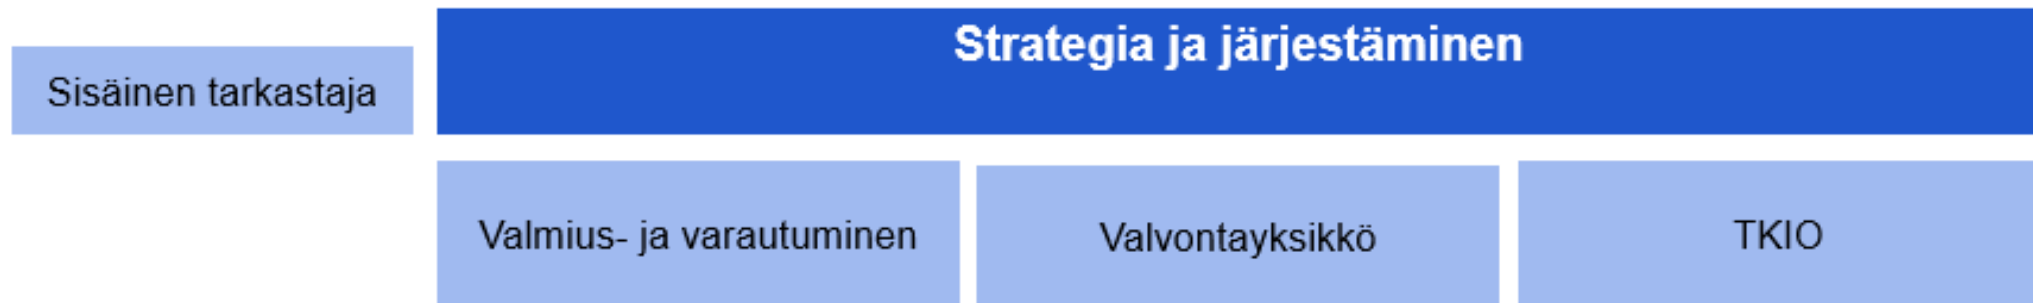 Strategia ja järjestäminen
Sisäinen tarkastaja
Valmius- ja varautuminen
Valvontayksikkö
TKIO